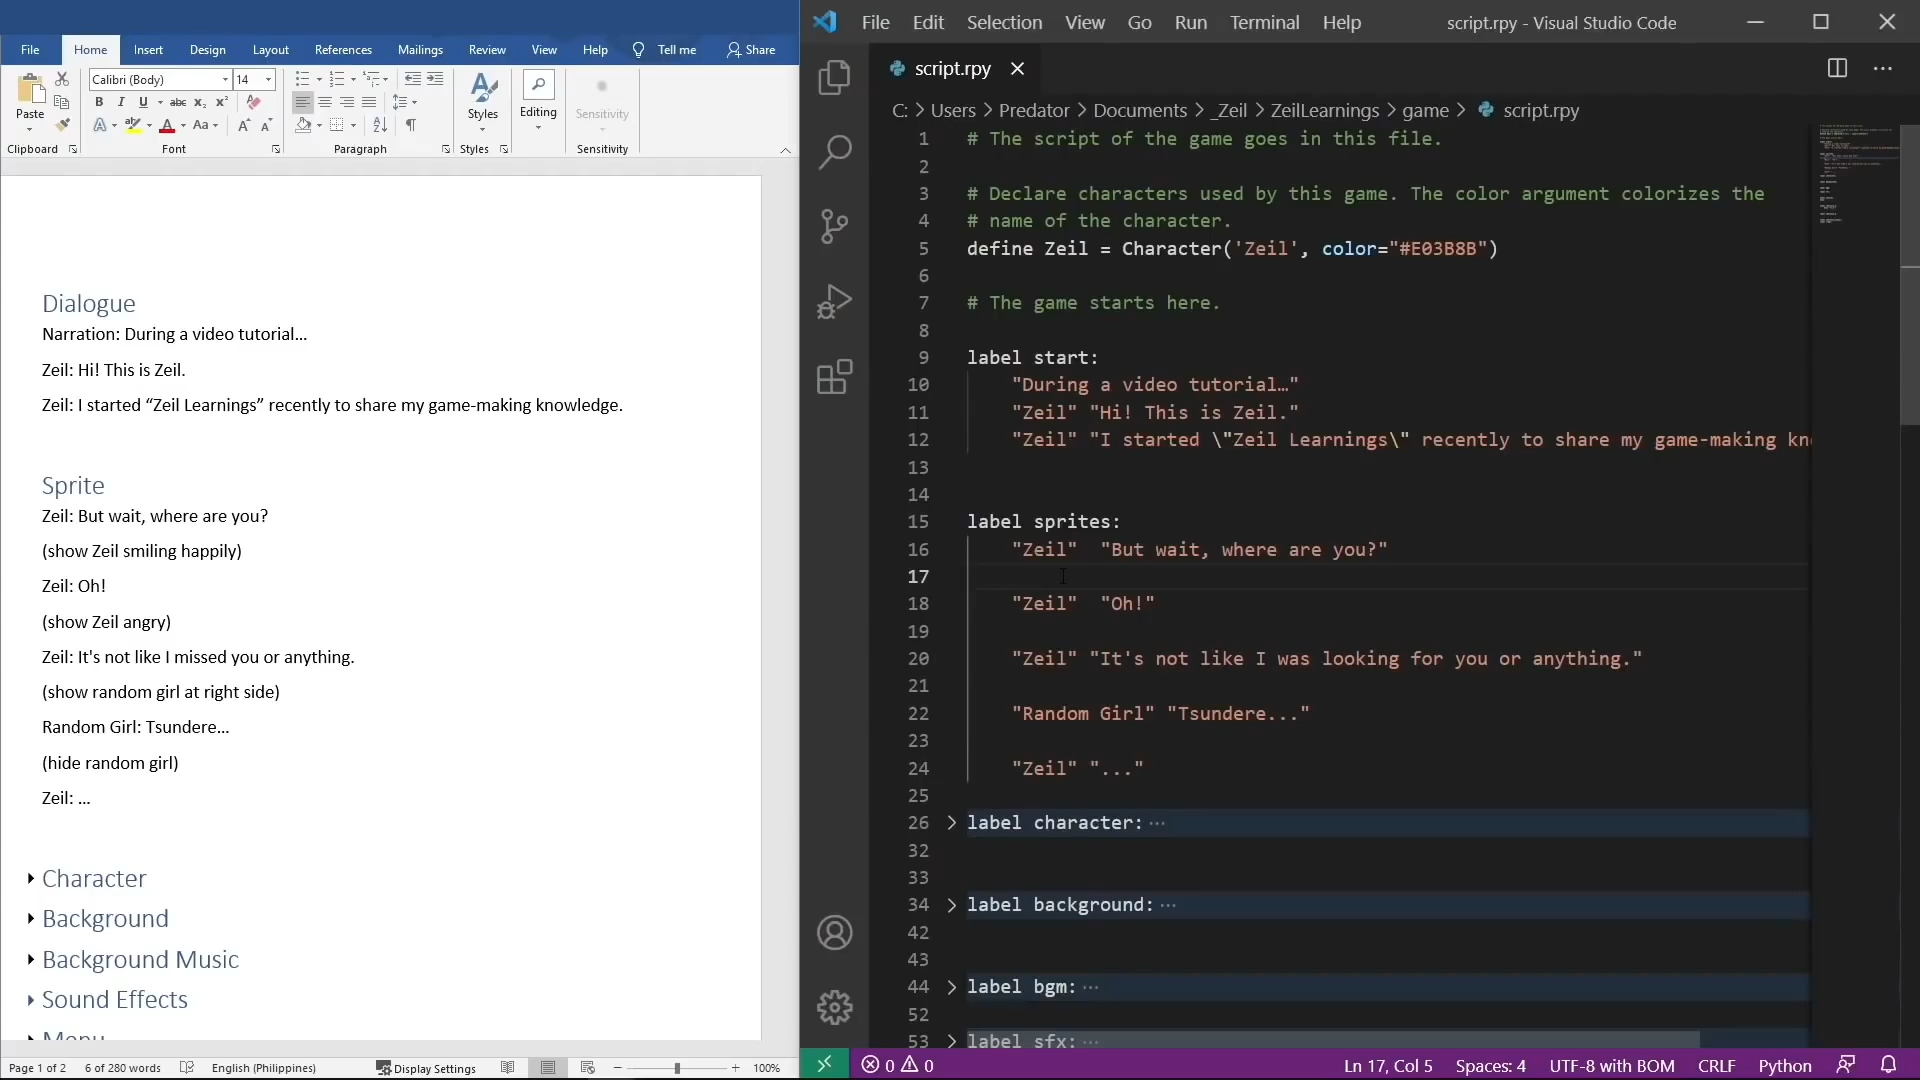 File Home Insert Design Layout References Mailings Review View Help Tell me Share
Calibri (Body) 14
Paste
Styles
Editing
Sensitivity
Clipboard Font Paragraph Styles Sensitivity
Dialogue
Narration: During a video tutorial...
Zeil: Hi! This is Zeil.
Zeil: I started “Zeil Learnings” recently to share my game-making knowledge.
Sprite
Zeil: But wait, where are you?
(show Zeil smiling happily)
Zeil: Oh!
(show Zeil angry)
Zeil: It's not like I missed you or anything.
(show random girl at right side)
Random Girl: Tsundere...
(hide random girl)
Zeil: ...
Character
Background
Background Music
Sound Effects
Menu
Page 1 of 2 6 of 280 words English (Philippines) Display Settings 100%
File Edit Selection View Go Run Terminal Help script.rpy - Visual Studio Code
script.rpy
C: > Users > Predator > Documents > _Zeil > ZeilLearnings > game > script.rpy
1 # The script of the game goes in this file.
2
3 # Declare characters used by this game. The color argument colorizes the
4 # name of the character.
5 define Zeil = Character('Zeil', color="#E03B8B")
6
7 # The game starts here.
8
9 label start:
10 "During a video tutorial…"
11 "Zeil" "Hi! This is Zeil."
12 "Zeil" "I started \"Zeil Learnings\" recently to share my game-making kn
13
14
15 label sprites:
16 "Zeil"  "But wait, where are you?"
17
18 "Zeil"  "Oh!"
19
20 "Zeil" "It's not like I was looking for you or anything."
21
22 "Random Girl" "Tsundere..."
23
24 "Zeil" "..."
25
26 label character: ...
32
33
34 label background: ...
42
43
44 label bgm: ...
52
53 label sfx: ...
0 0 Ln 17, Col 5 Spaces: 4 UTF-8 with BOM CRLF Python